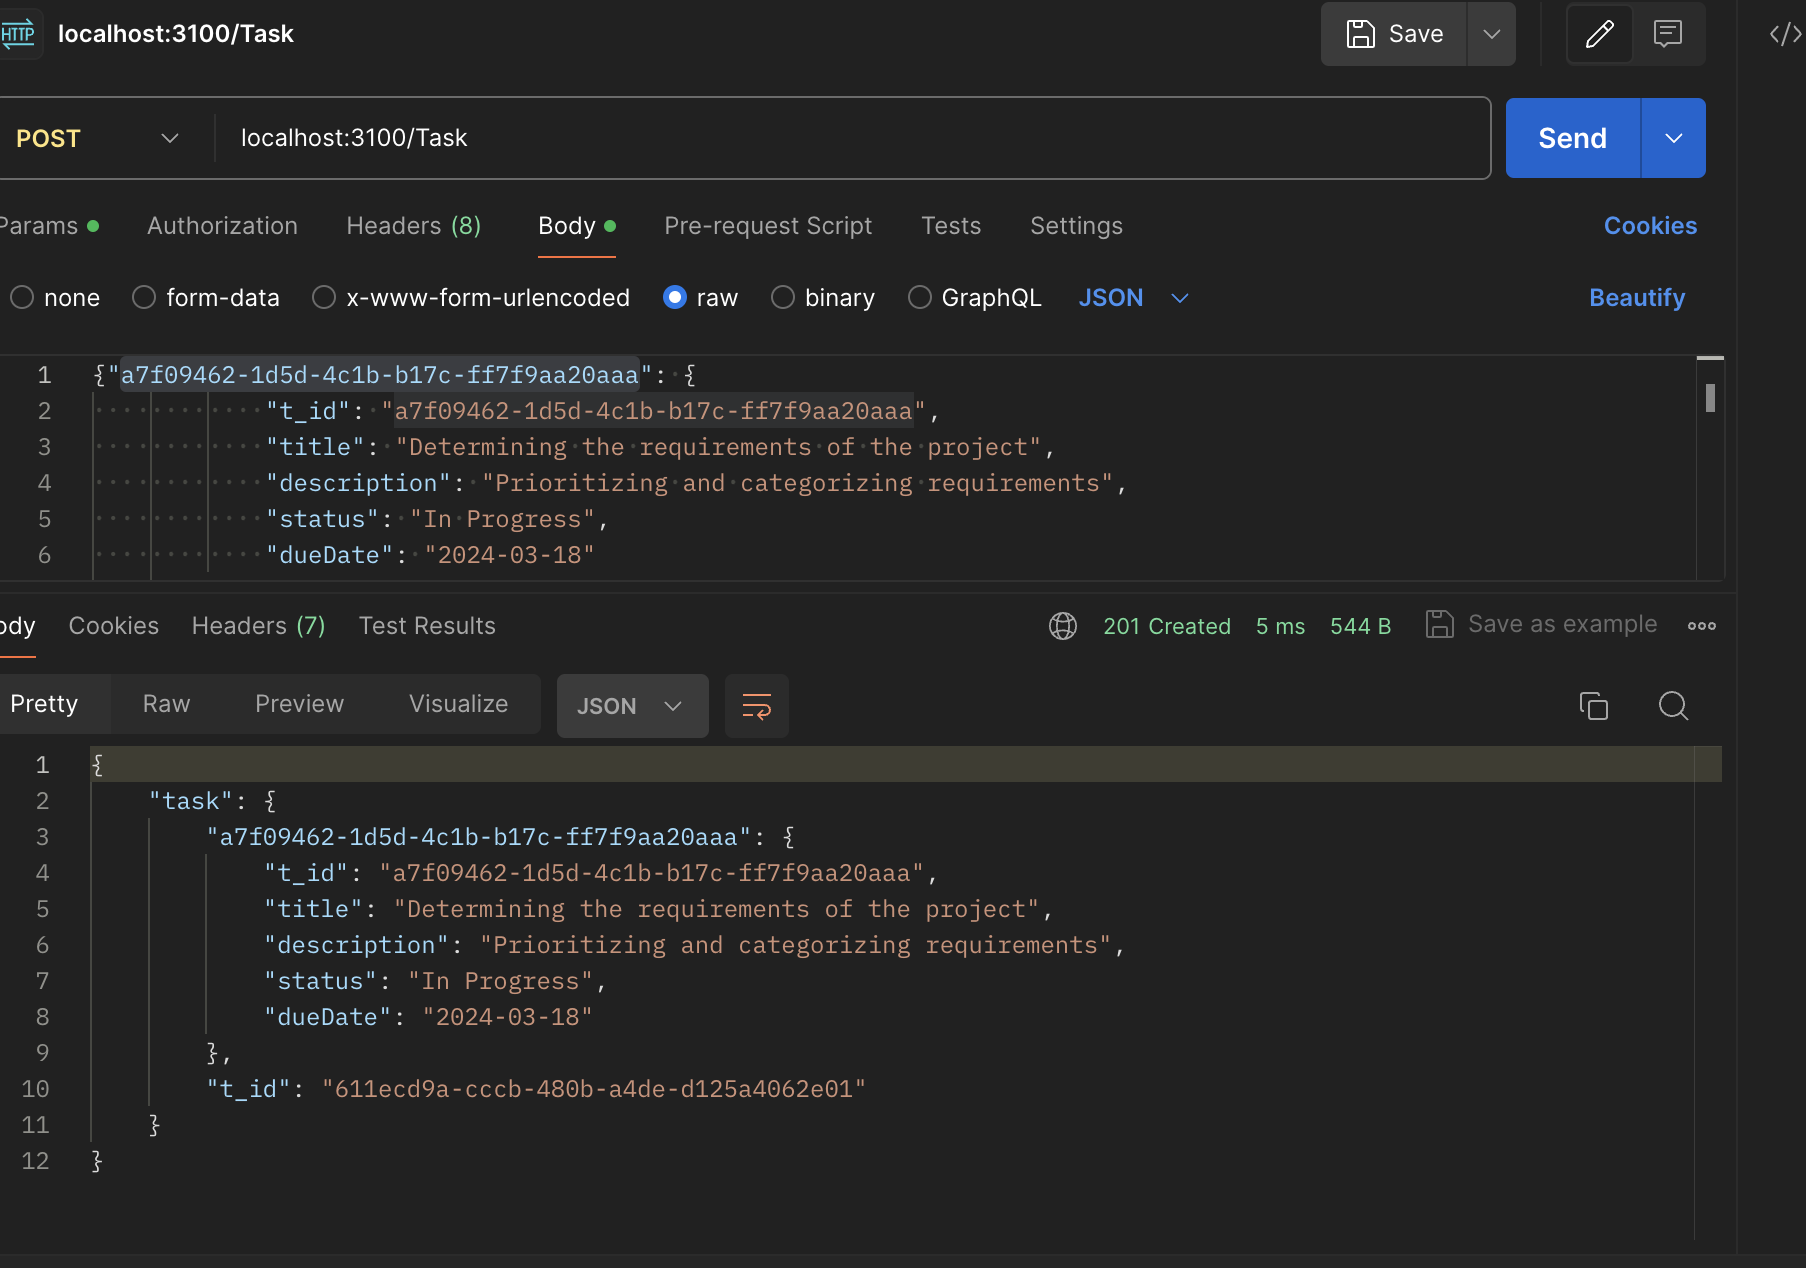 HTTP localhost:3100/Task Save
POST localhost:3100/Task Send
Params Authorization Headers (8) Body Pre-request Script Tests Settings Cookies
none form-data x-www-form-urlencoded raw binary GraphQL JSON Beautify
1 {"a7f09462-1d5d-4c1b-b17c-ff7f9aa20aaa": {
2 "t_id": "a7f09462-1d5d-4c1b-b17c-ff7f9aa20aaa",
3 "title": "Determining the requirements of the project",
4 "description": "Prioritizing and categorizing requirements",
5 "status": "In Progress",
6 "dueDate": "2024-03-18"
ody Cookies Headers (7) Test Results 201 Created 5 ms 544 B Save as example
Pretty Raw Preview Visualize JSON
1 {
2 "task": {
3 "a7f09462-1d5d-4c1b-b17c-ff7f9aa20aaa": {
4 "t_id": "a7f09462-1d5d-4c1b-b17c-ff7f9aa20aaa",
5 "title": "Determining the requirements of the project",
6 "description": "Prioritizing and categorizing requirements",
7 "status": "In Progress",
8 "dueDate": "2024-03-18"
9 },
10 "t_id": "611ecd9a-cccb-480b-a4de-d125a4062e01"
11 }
12 }